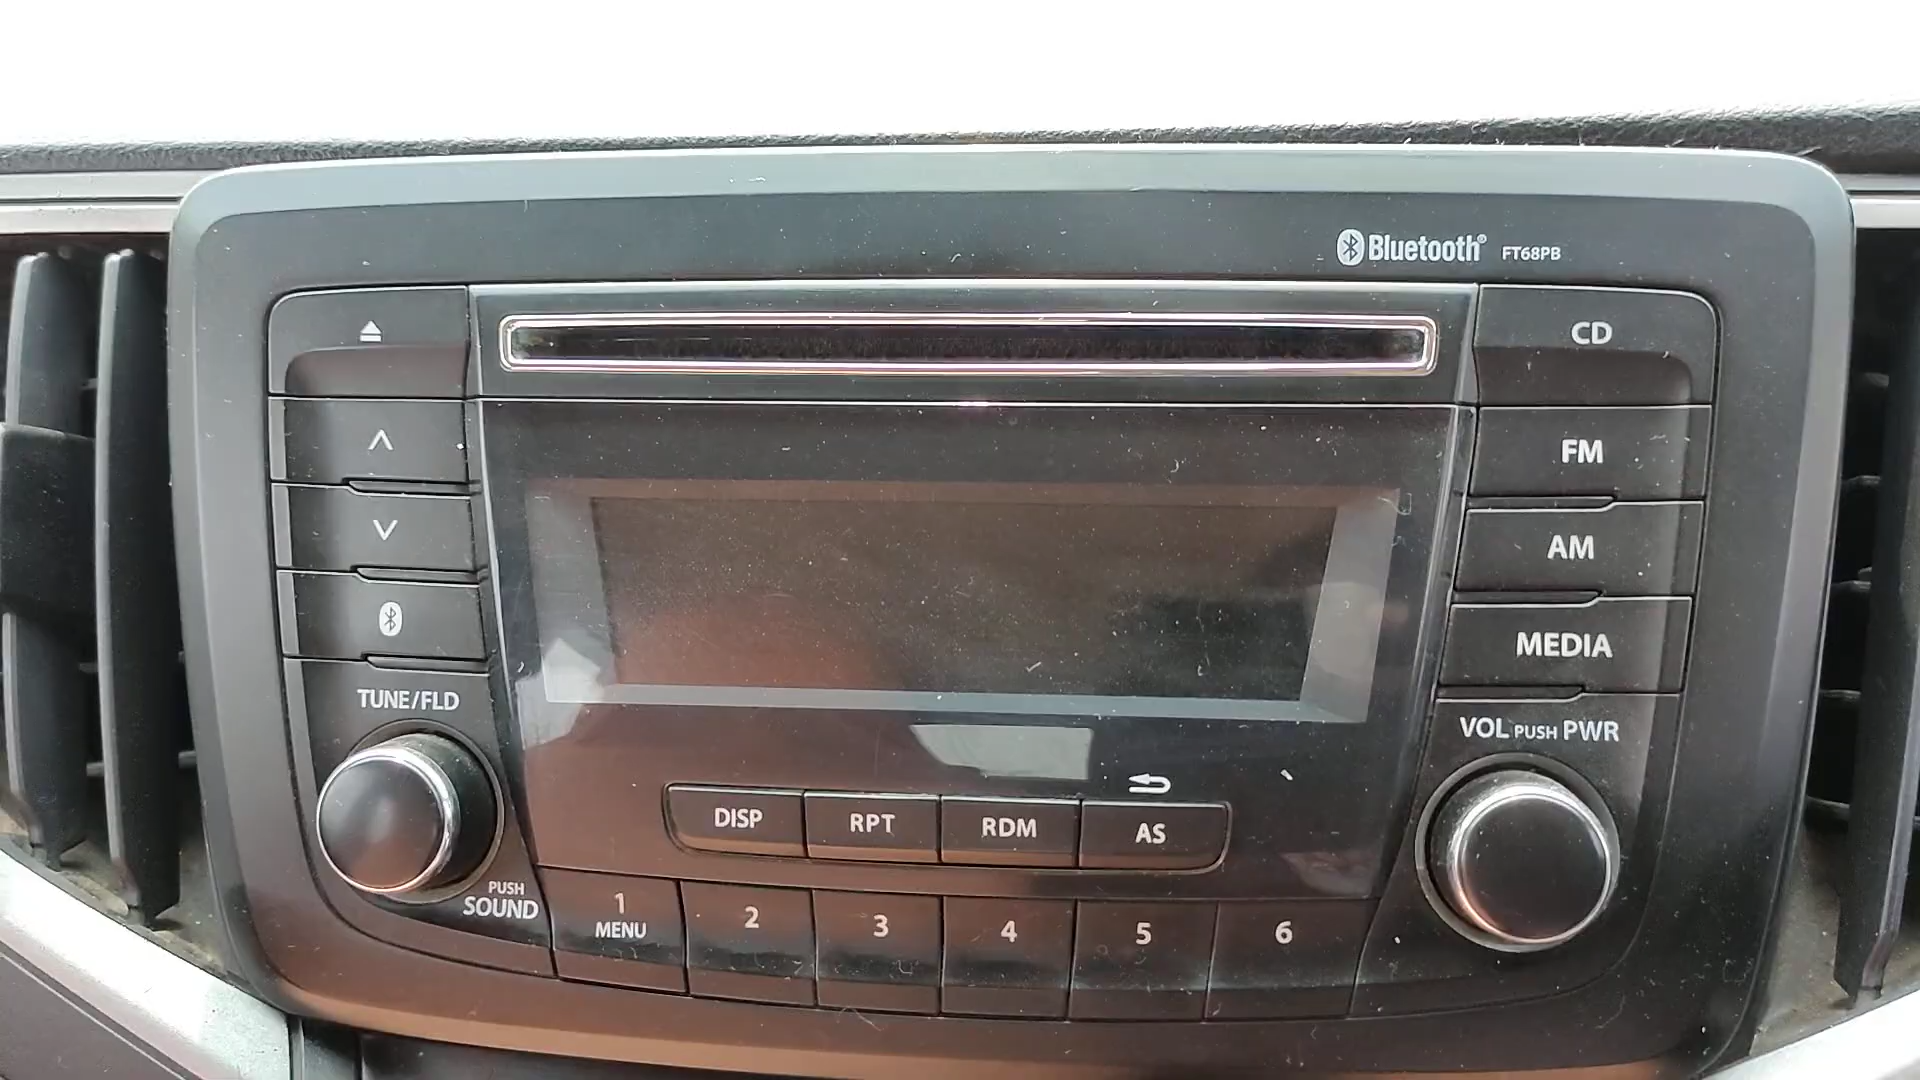 Bluetooth® FT68PB
CD
FM
AM
MEDIA
TUNE/FLD
VOL PUSH PWR
DISP
RPT
RDM
AS
PUSH
SOUND
1
MENU
2
3
4
5
6